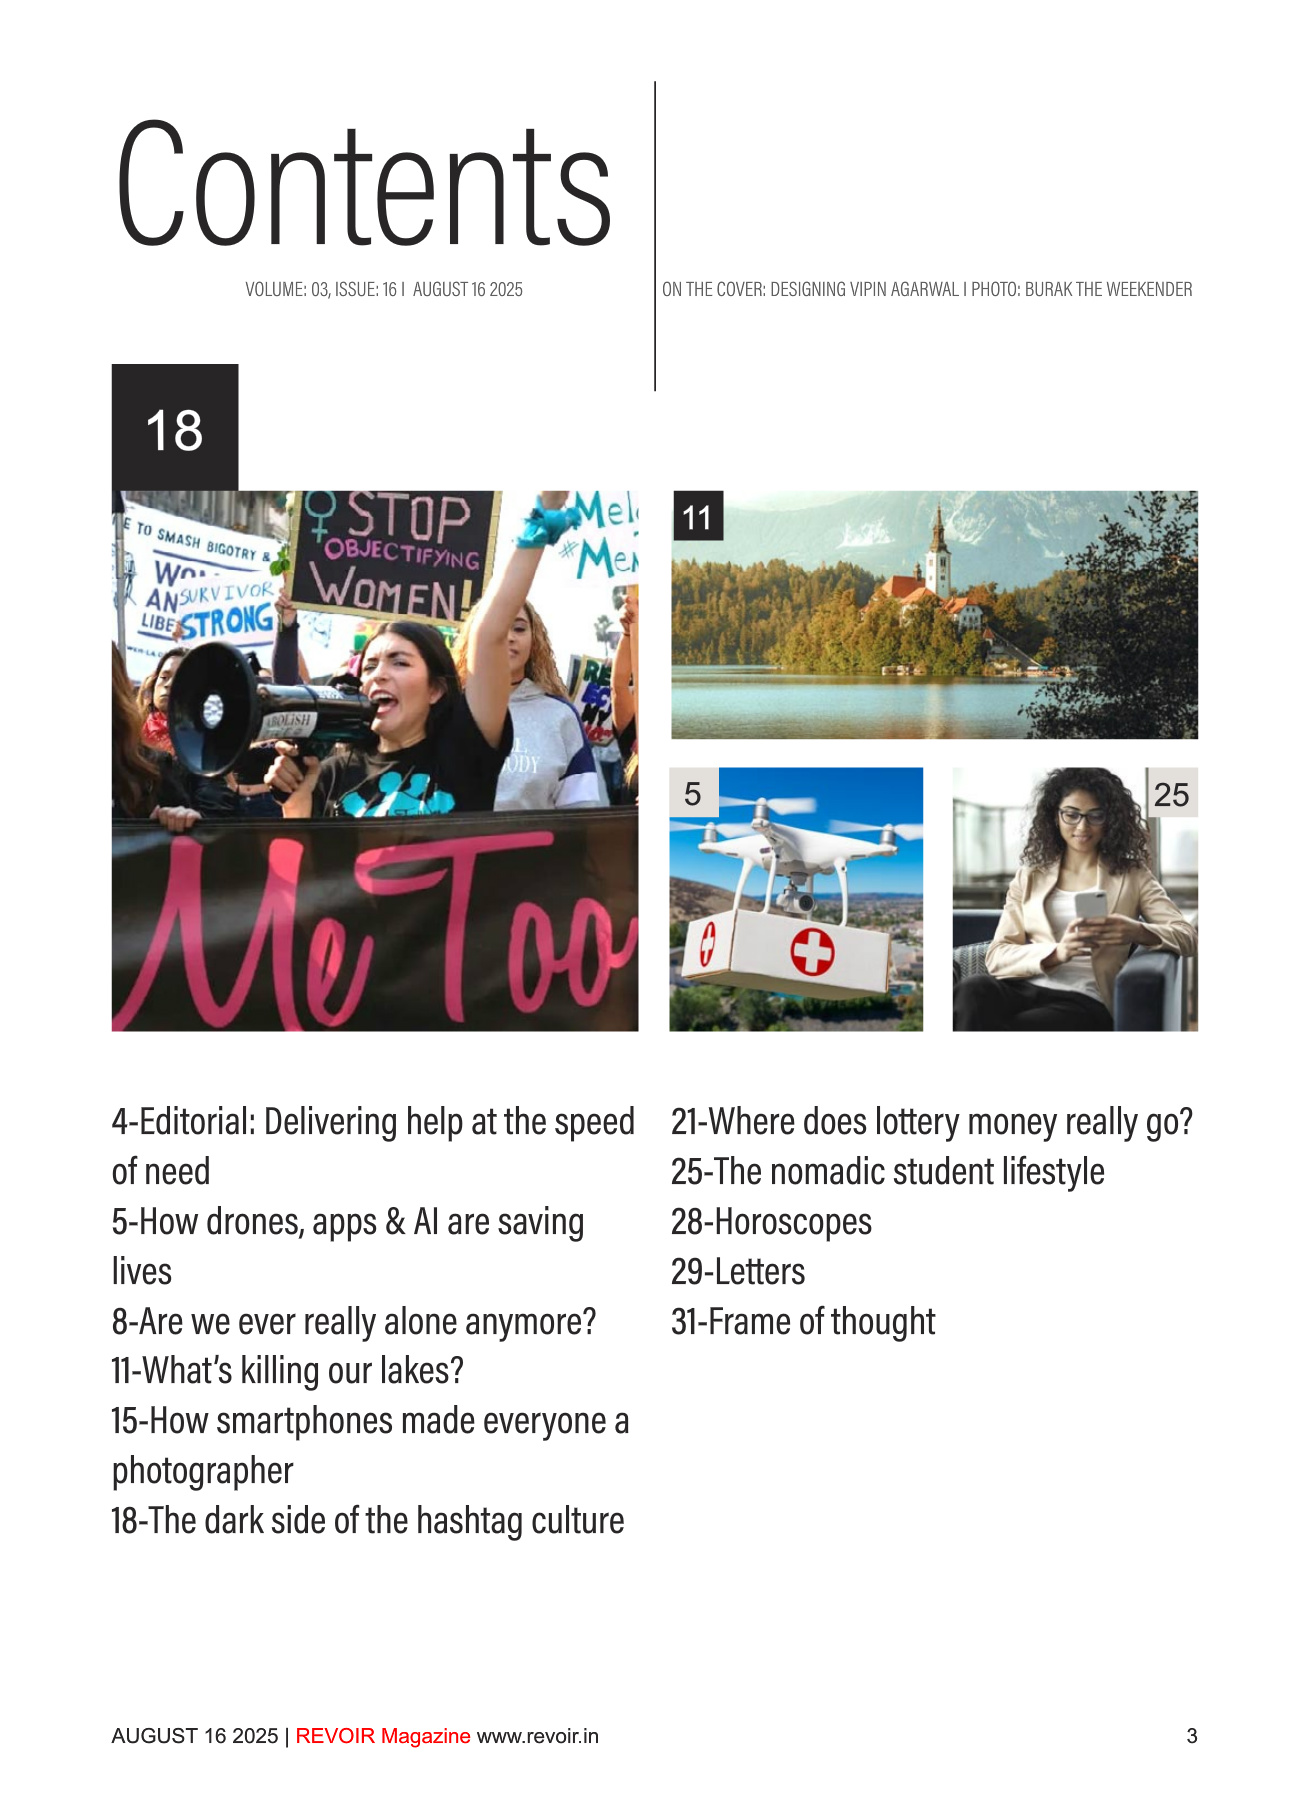 Contents
VOLUME: 03, ISSUE: 16 I AUGUST 16 2025
ON THE COVER: DESIGNING VIPIN AGARWAL I PHOTO: BURAK THE WEEKENDER
18
E TO SMASH BIGOTRY &
SURVIVOR
STRONG
STOP
OBJECTIFYING
WOMEN!
ABOLISH
Me Too
11
5
25
4-Editorial: Delivering help at the speed
of need
5-How drones, apps & AI are saving
lives
8-Are we ever really alone anymore?
11-What’s killing our lakes?
15-How smartphones made everyone a
photographer
18-The dark side of the hashtag culture
21-Where does lottery money really go?
25-The nomadic student lifestyle
28-Horoscopes
29-Letters
31-Frame of thought
AUGUST 16 2025 | REVOIR Magazine www.revoir.in
3